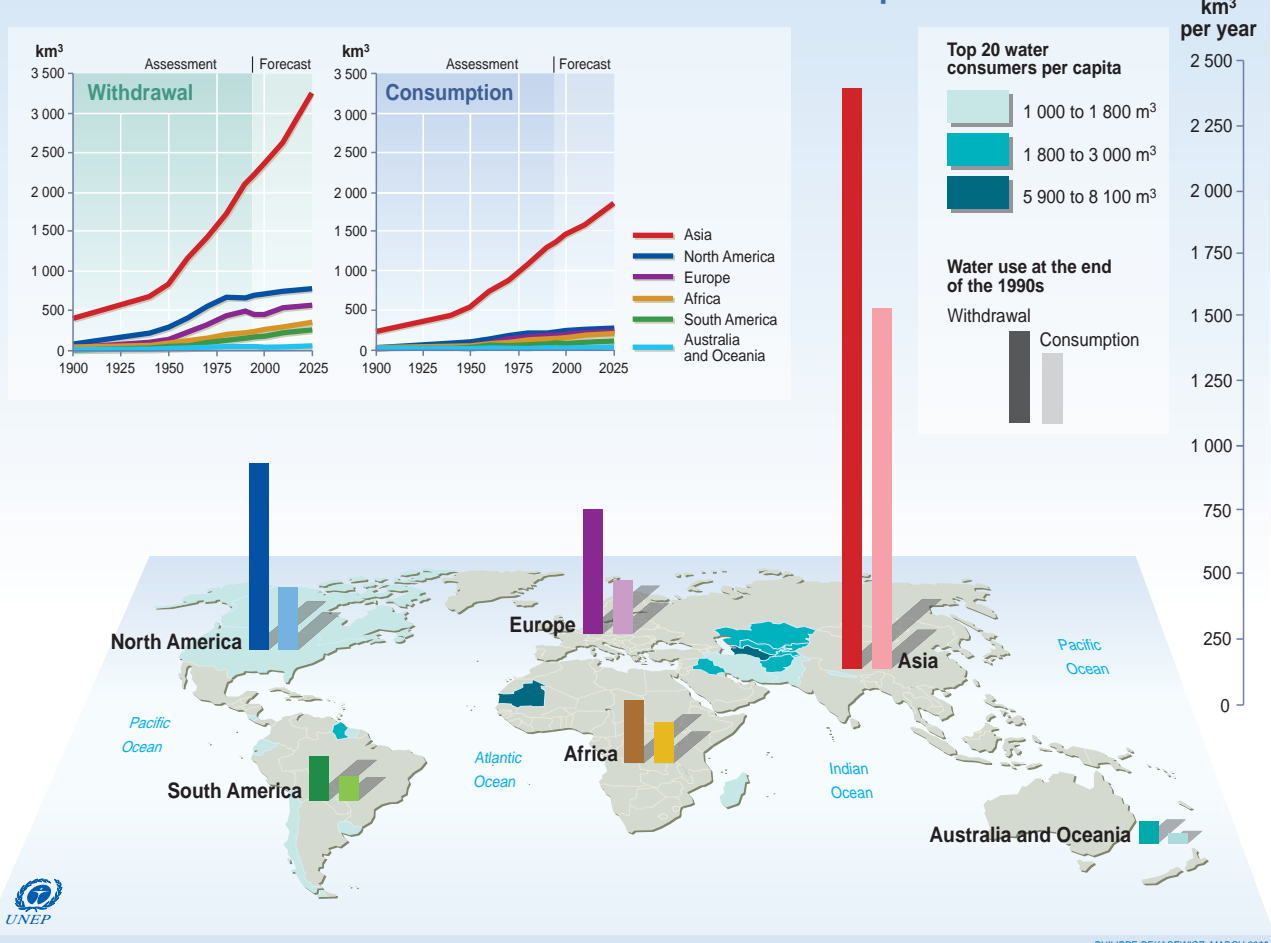 km³
Assessment
Forecast
3 500
Withdrawal
3 000
2 500
2 000
1 500
1 000
500
0
1900 1925 1950 1975 2000 2025
km³
Assessment
Forecast
3 500
Consumption
3 000
2 500
2 000
1 500
1 000
500
0
1900 1925 1950 1975 2000 2025
Asia
North America
Europe
Africa
South America
Australia
and Oceania
Top 20 water
consumers per capita
1 000 to 1 800 m³
1 800 to 3 000 m³
5 900 to 8 100 m³
Water use at the end
of the 1990s
Withdrawal
Consumption
km³
per year
2 500
2 250
2 000
1 750
1 500
1 250
1 000
750
500
250
0
North America
Europe
Asia
Pacific
Ocean
Pacific
Ocean
South America
Atlantic
Ocean
Africa
Indian
Ocean
Australia and Oceania
UNEP